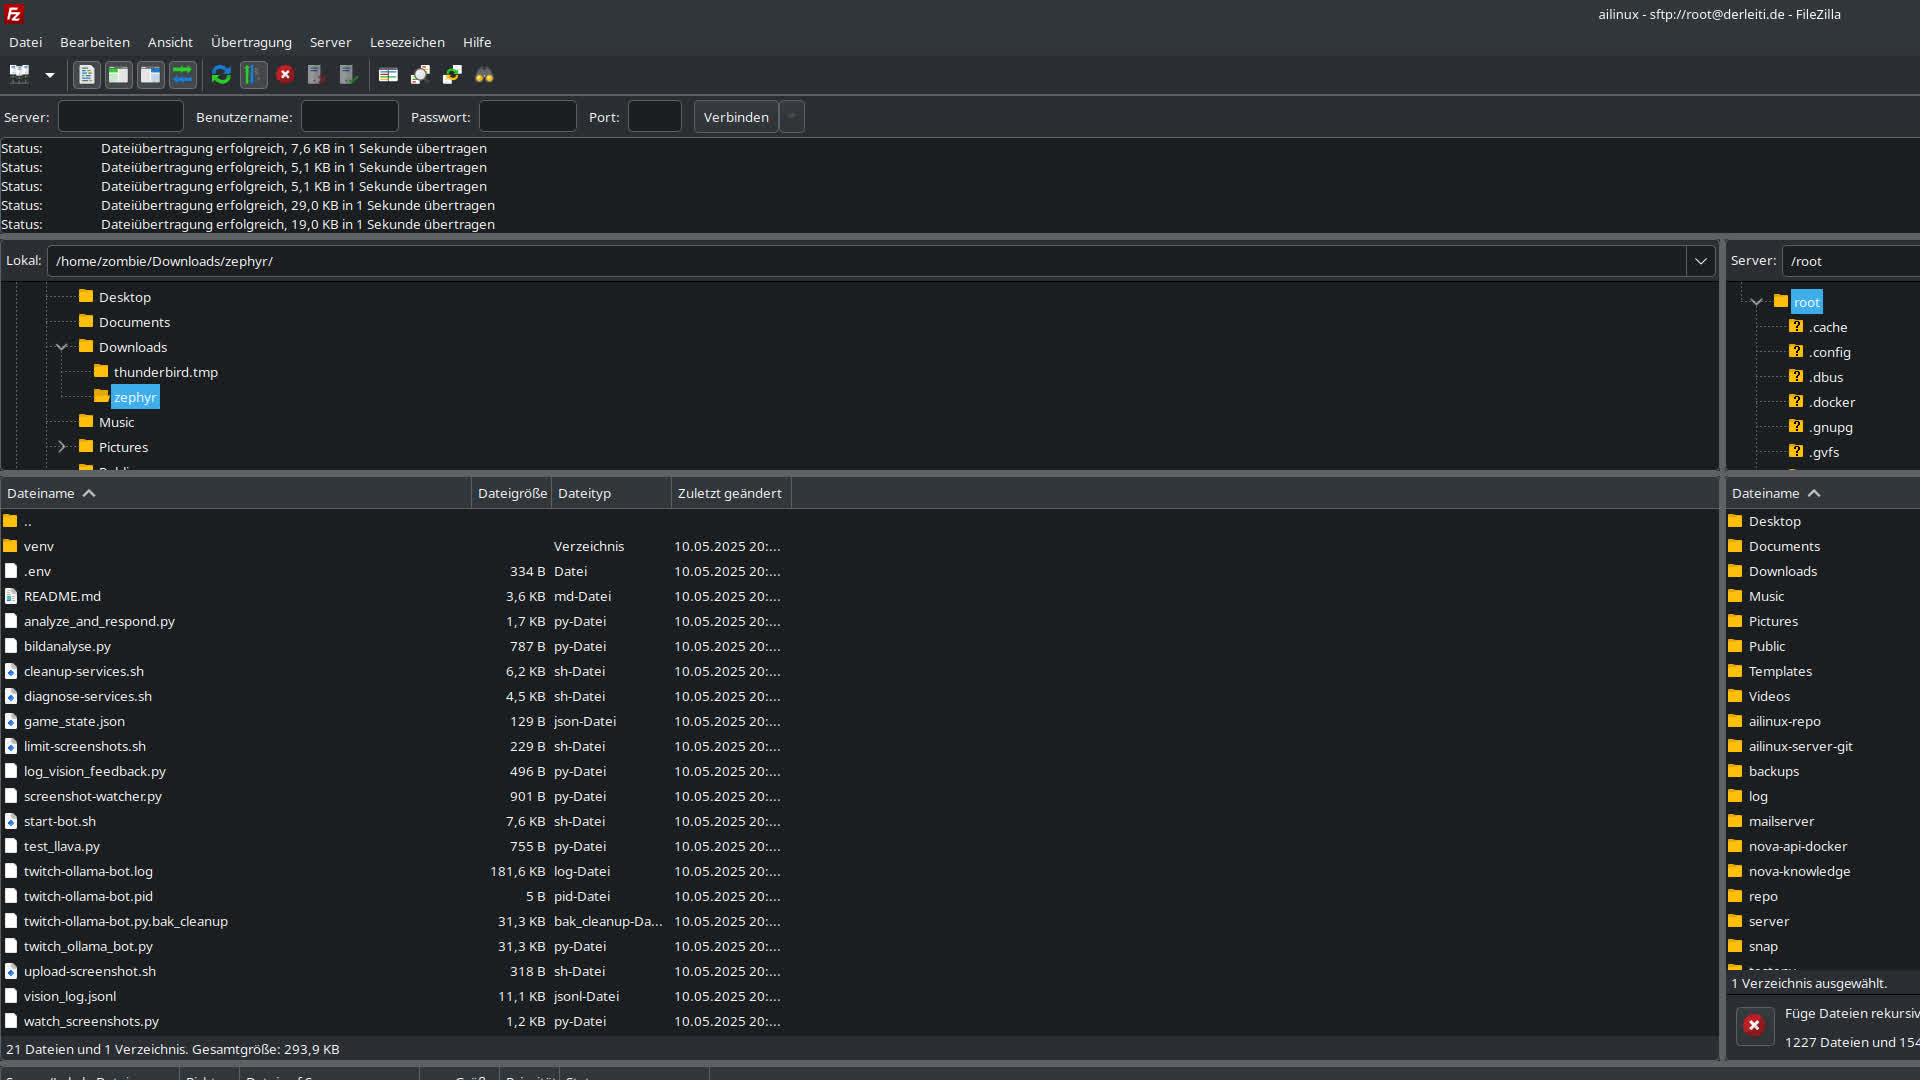 ailinux - sftp://root@derleiti.de - FileZilla
Datei Bearbeiten Ansicht Übertragung Server Lesezeichen Hilfe
Server: Benutzername: Passwort: Port: Verbinden
Status: Dateiübertragung erfolgreich, 7,6 KB in 1 Sekunde übertragen
Status: Dateiübertragung erfolgreich, 5,1 KB in 1 Sekunde übertragen
Status: Dateiübertragung erfolgreich, 5,1 KB in 1 Sekunde übertragen
Status: Dateiübertragung erfolgreich, 29,0 KB in 1 Sekunde übertragen
Status: Dateiübertragung erfolgreich, 19,0 KB in 1 Sekunde übertragen
Lokal: /home/zombie/Downloads/zephyr/
Desktop
Documents
Downloads
thunderbird.tmp
zephyr
Music
Pictures
Dateiname Dateigröße Dateityp Zuletzt geändert
..
venv Verzeichnis 10.05.2025 20:...
.env 334 B Datei 10.05.2025 20:...
README.md 3,6 KB md-Datei 10.05.2025 20:...
analyze_and_respond.py 1,7 KB py-Datei 10.05.2025 20:...
bildanalyse.py 787 B py-Datei 10.05.2025 20:...
cleanup-services.sh 6,2 KB sh-Datei 10.05.2025 20:...
diagnose-services.sh 4,5 KB sh-Datei 10.05.2025 20:...
game_state.json 129 B json-Datei 10.05.2025 20:...
limit-screenshots.sh 229 B sh-Datei 10.05.2025 20:...
log_vision_feedback.py 496 B py-Datei 10.05.2025 20:...
screenshot-watcher.py 901 B py-Datei 10.05.2025 20:...
start-bot.sh 7,6 KB sh-Datei 10.05.2025 20:...
test_llava.py 755 B py-Datei 10.05.2025 20:...
twitch-ollama-bot.log 181,6 KB log-Datei 10.05.2025 20:...
twitch-ollama-bot.pid 5 B pid-Datei 10.05.2025 20:...
twitch-ollama-bot.py.bak_cleanup 31,3 KB bak_cleanup-Da... 10.05.2025 20:...
twitch_ollama_bot.py 31,3 KB py-Datei 10.05.2025 20:...
upload-screenshot.sh 318 B sh-Datei 10.05.2025 20:...
vision_log.jsonl 11,1 KB jsonl-Datei 10.05.2025 20:...
watch_screenshots.py 1,2 KB py-Datei 10.05.2025 20:...
21 Dateien und 1 Verzeichnis. Gesamtgröße: 293,9 KB
Server: /root
root
.cache
.config
.dbus
.docker
.gnupg
.gvfs
Dateiname
Desktop
Documents
Downloads
Music
Pictures
Public
Templates
Videos
ailinux-repo
ailinux-server-git
backups
log
mailserver
nova-api-docker
nova-knowledge
repo
server
snap
1 Verzeichnis ausgewählt.
Füge Dateien rekursiv
1227 Dateien und 154